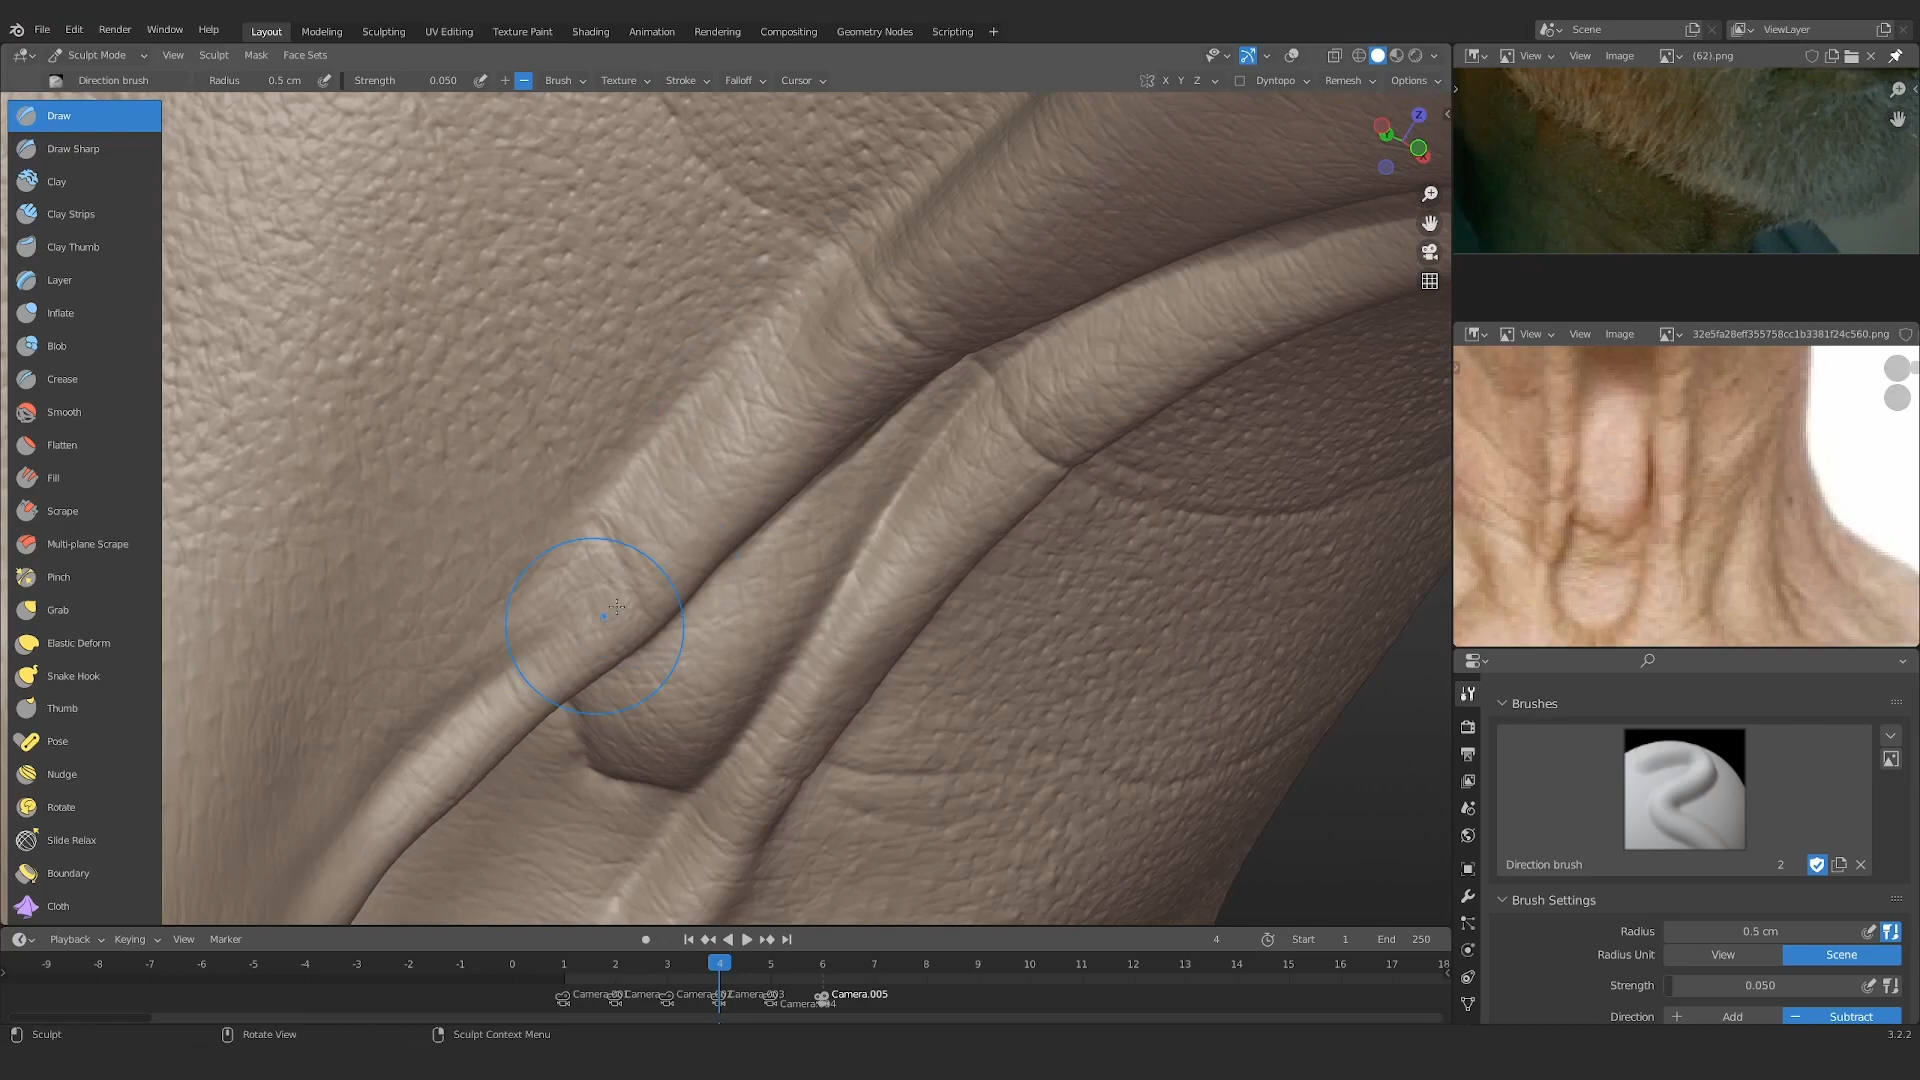 File Edit Render Window Help Layout Modeling Sculpting UV Editing Texture Paint Shading Animation Rendering Compositing Geometry Nodes Scripting + Scene ViewLayer
Sculpt Mode View Sculpt Mask Face Sets View View Image (62).png
Direction brush Radius 0.5 cm Strength 0.050 Brush Texture Stroke Falloff Cursor X Y Z Dyntopo Remesh Options
Draw
Draw Sharp
Clay
Clay Strips
Clay Thumb
Layer
Inflate
Blob
Crease
Smooth
Flatten
Fill
Scrape
Multi-plane Scrape
Pinch
Grab
Elastic Deform
Snake Hook
Thumb
Pose
Nudge
Rotate
Slide Relax
Boundary
Cloth
Z
View View Image 32e5fa28eff355758cc1b3381f24c560.png
Brushes
Direction brush 2
Brush Settings
Radius 0.5 cm
Radius Unit View Scene
Strength 0.050
Direction + Add − Subtract
Playback Keying View Marker 4 Start 1 End 250
-9 -8 -7 -6 -5 -4 -3 -2 -1 0 1 2 3 4 5 6 7 8 9 10 11 12 13 14 15 16 17 18
Camera.005
Sculpt Rotate View Sculpt Context Menu 3.2.2